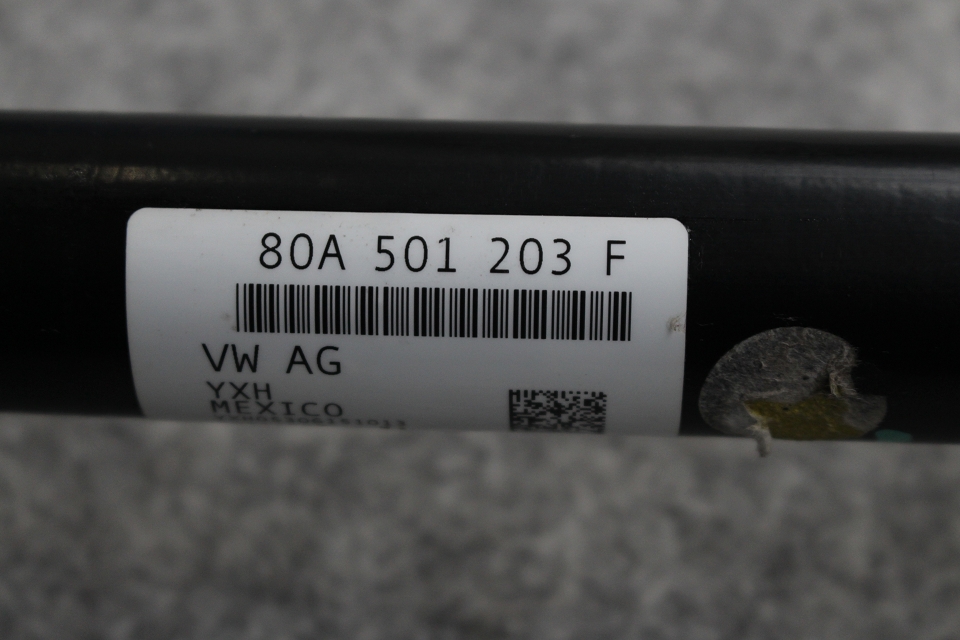 80A 501 203 F
VW AG
YXH
MEXICO